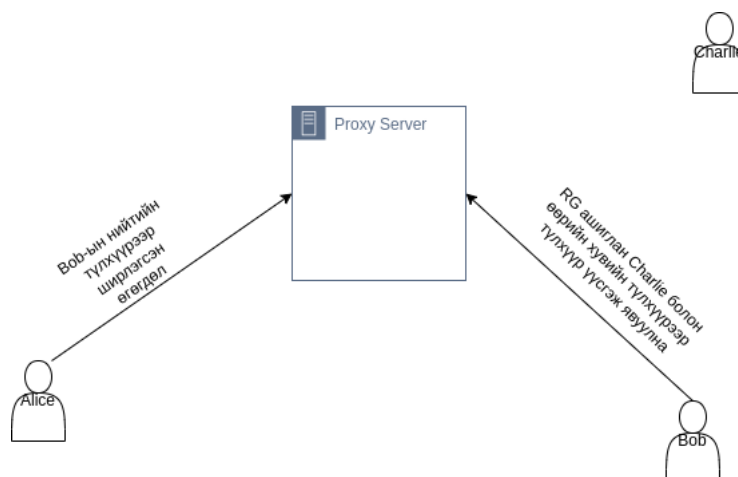 Charlie
Proxy Server
Bob-ын нийтийн
түлхүүрээр
ширлэгсэн
өгөгдөл
RG ашиглан Charlie болон
өөрийн хувийн түлхүүрээр
түлхүүр үүсгэж явуулна
Alice
Bob